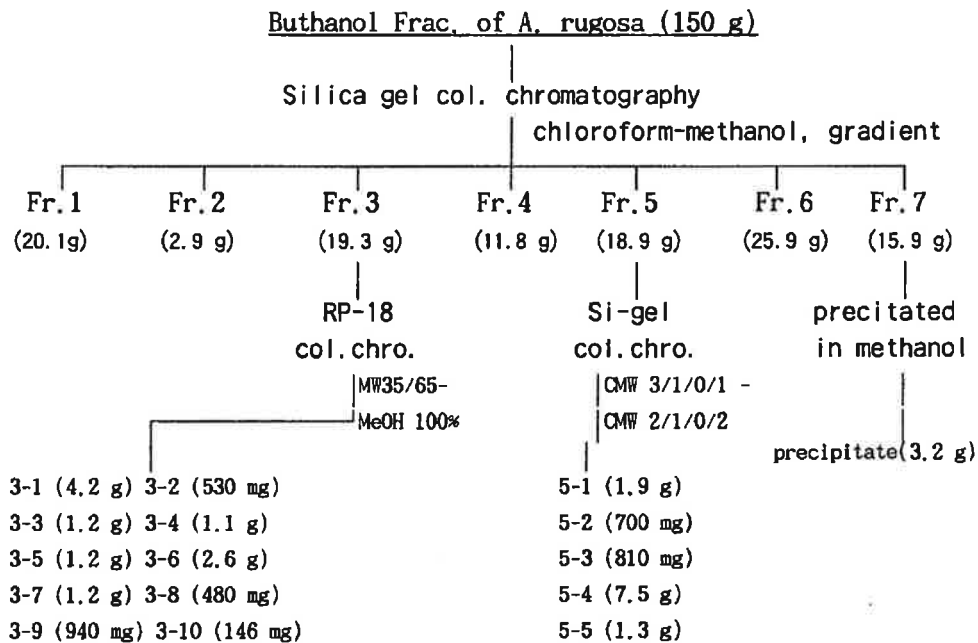 Buthanol Frac. of A. rugosa (150 g)
Silica gel col. chromatography
chloroform-methanol, gradient
Fr.1 Fr.2 Fr.3 Fr.4 Fr.5 Fr.6 Fr.7
(20.1g) (2.9 g) (19.3 g) (11.8 g) (18.9 g) (25.9 g) (15.9 g)
RP-18 Si-gel precitated
col.chro. col.chro. in methanol
MW35/65- CMW 3/1/0/1 -
MeOH 100% CMW 2/1/0/2
precipitate(3.2 g)
3-1 (4.2 g) 3-2 (530 mg) 5-1 (1.9 g)
3-3 (1.2 g) 3-4 (1.1 g) 5-2 (700 mg)
3-5 (1.2 g) 3-6 (2.6 g) 5-3 (810 mg)
3-7 (1.2 g) 3-8 (480 mg) 5-4 (7.5 g)
3-9 (940 mg) 3-10 (146 mg) 5-5 (1.3 g)